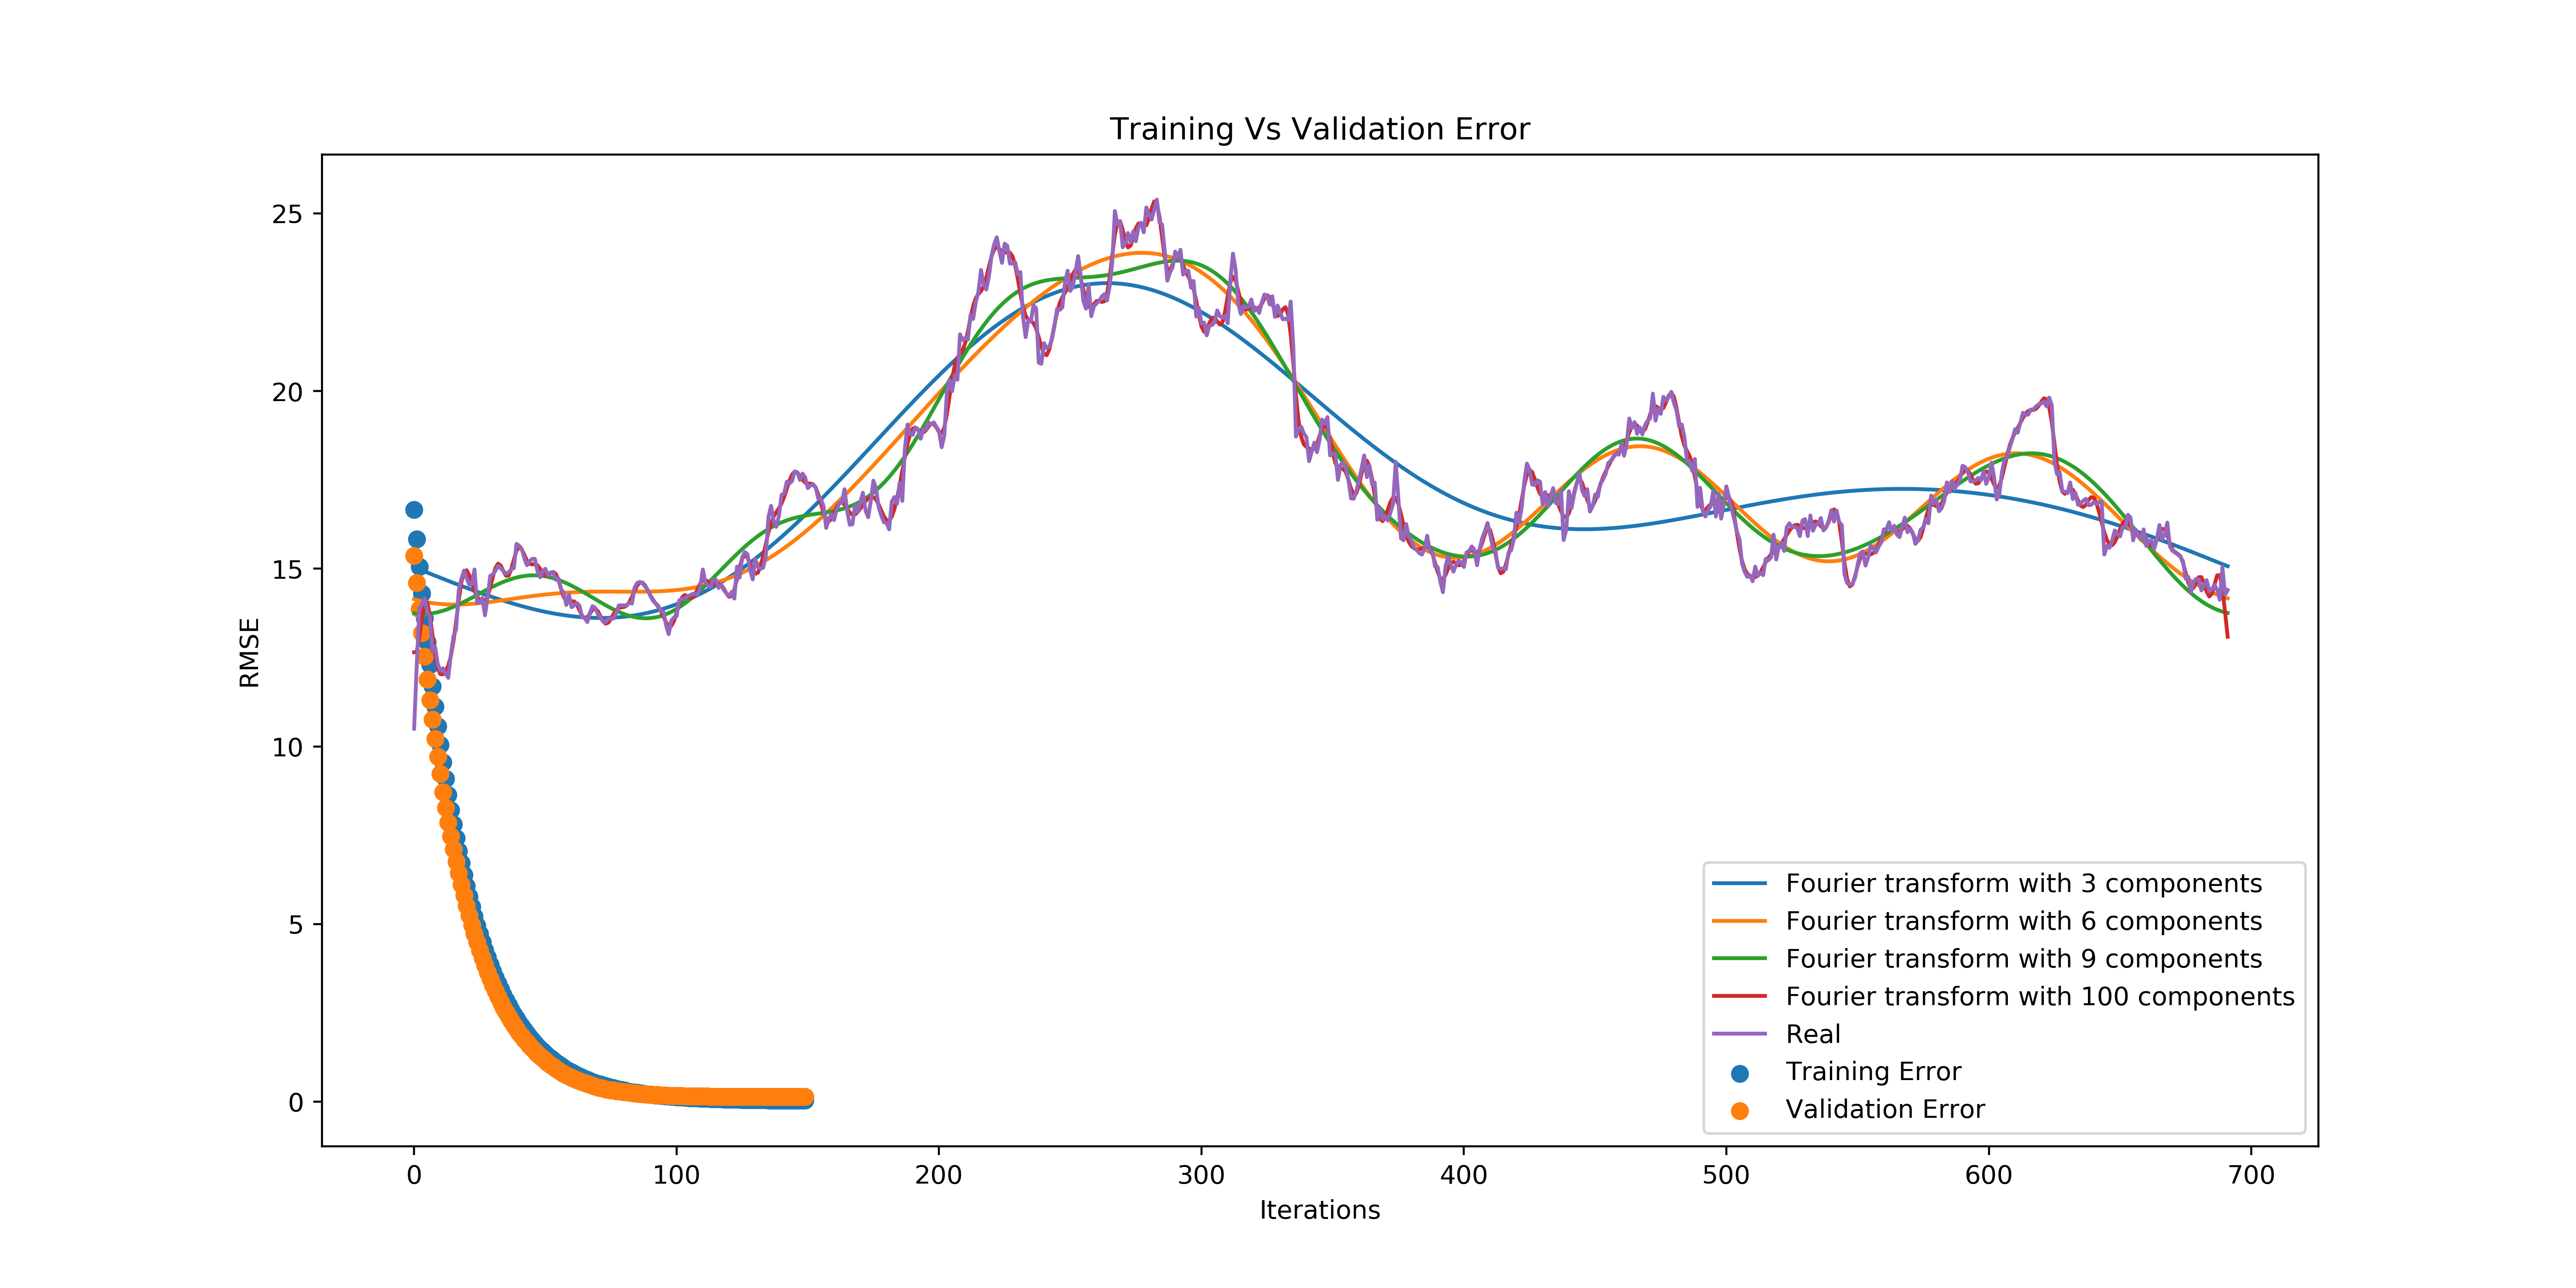 Training Vs Validation Error
RMSE
25
20
15
10
5
0
0 100 200 300 400 500 600 700
Iterations
Fourier transform with 3 components
Fourier transform with 6 components
Fourier transform with 9 components
Fourier transform with 100 components
Real
Training Error
Validation Error